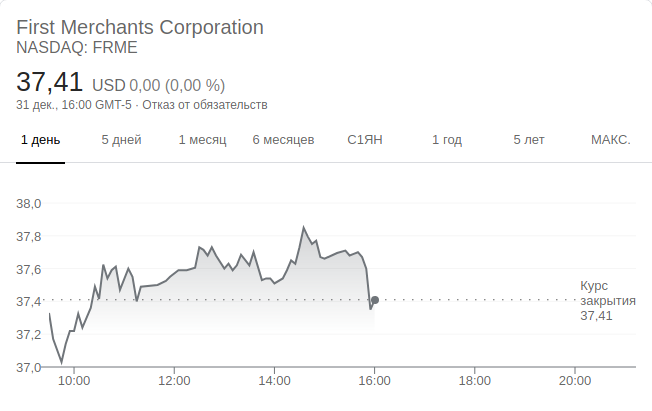 First Merchants Corporation
NASDAQ: FRME
37,41 USD 0,00 (0,00 %)
31 дек., 16:00 GMT-5 · Отказ от обязательств
1 день 5 дней 1 месяц 6 месяцев С1ЯН 1 год 5 лет МАКС.
38,0
37,8
37,6
37,4
37,2
37,0
Курс
закрытия
37,41
10:00 12:00 14:00 16:00 18:00 20:00